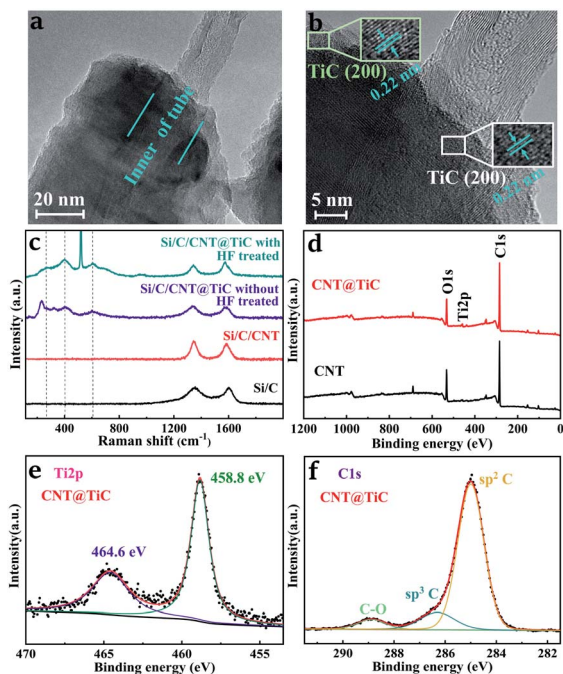 a
Inner of tube
20 nm
b
TiC (200)
0.22 nm
TiC (200)
0.22 nm
5 nm
c
Si/C/CNT@TiC with
HF treated
Si/C/CNT@TiC without
HF treated
Si/C/CNT
Si/C
Intensity (a.u.)
400 800 1200 1600
Raman shift (cm-1)
d
C1s
O1s
Ti2p
CNT@TiC
CNT
Intensity (a.u.)
1200 1000 800 600 400 200 0
Binding energy (eV)
e
Ti2p
CNT@TiC
458.8 eV
464.6 eV
Intensity(a.u.)
470 465 460 455
Binding energy (eV)
f
C1s
CNT@TiC
sp2 C
sp3 C
C-O
Intensity(a.u.)
290 288 286 284 282
Binding energy (eV)